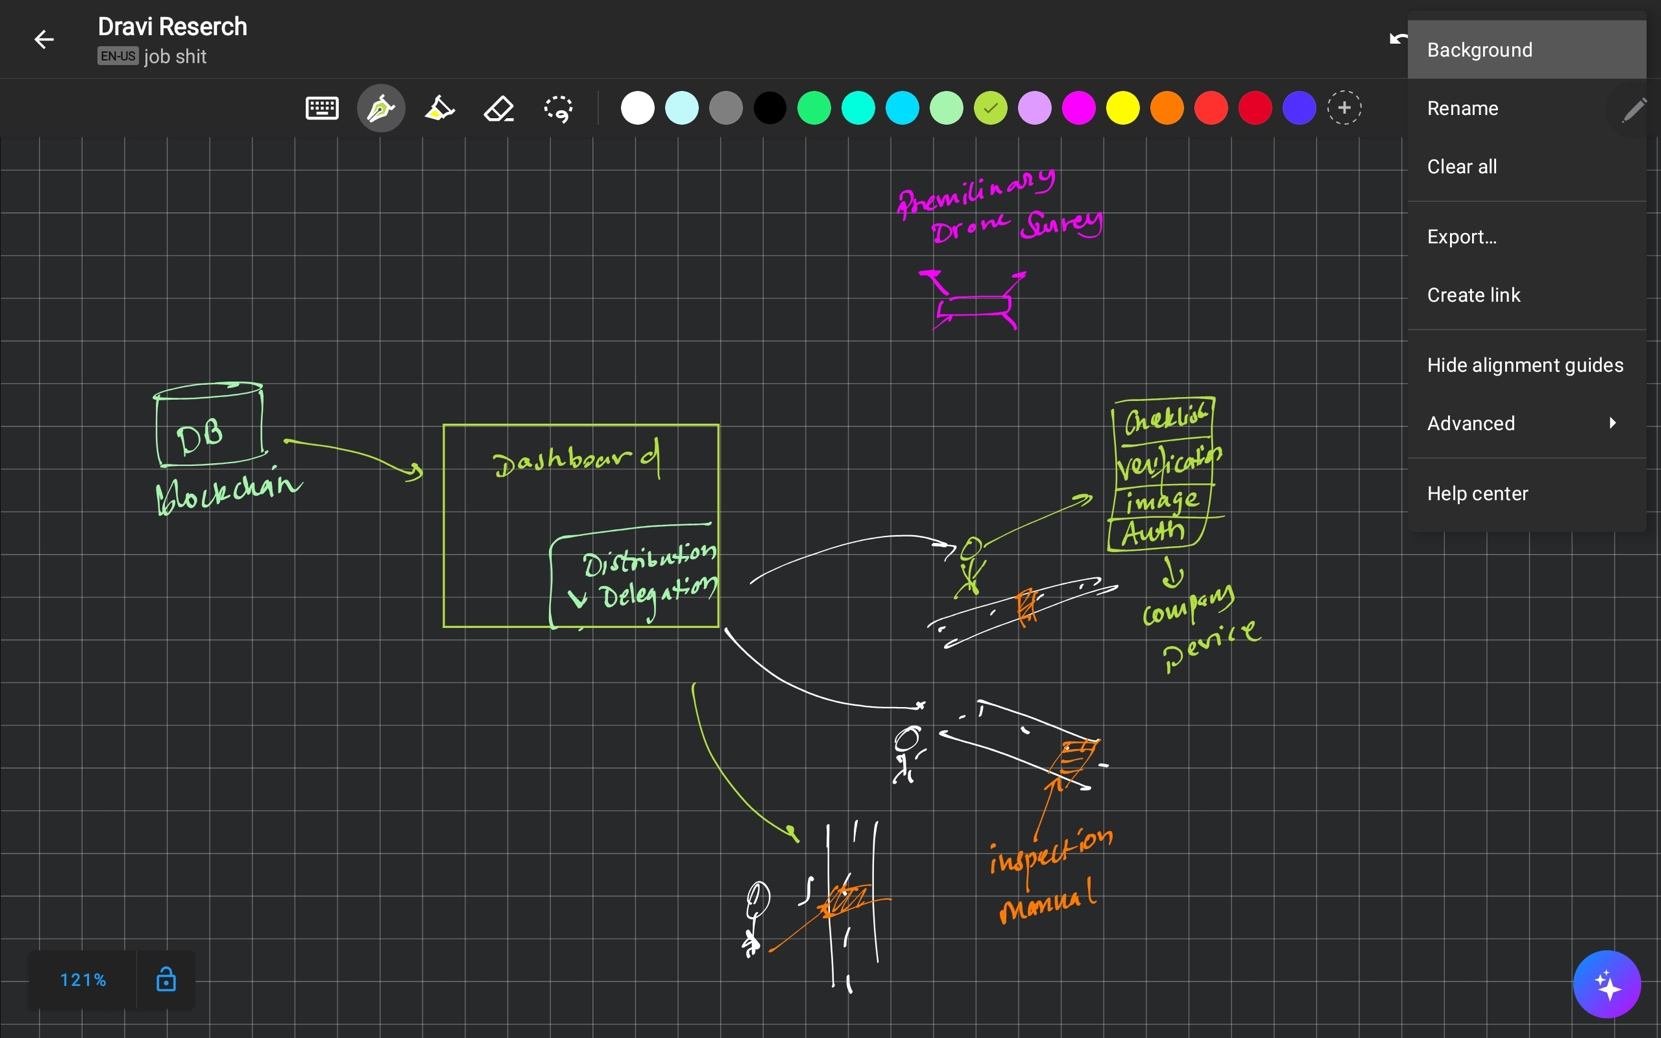 Dravi Reserch
EN-US job shit
Background
Rename
Clear all
Export...
Create link
Hide alignment guides
Advanced
Help center
Premilinary
Drone Survey
DB
blockchain
Dashboard
Distribution
Delegation
Checklist
verification
image
Auth
company
Device
inspection
manual
121%